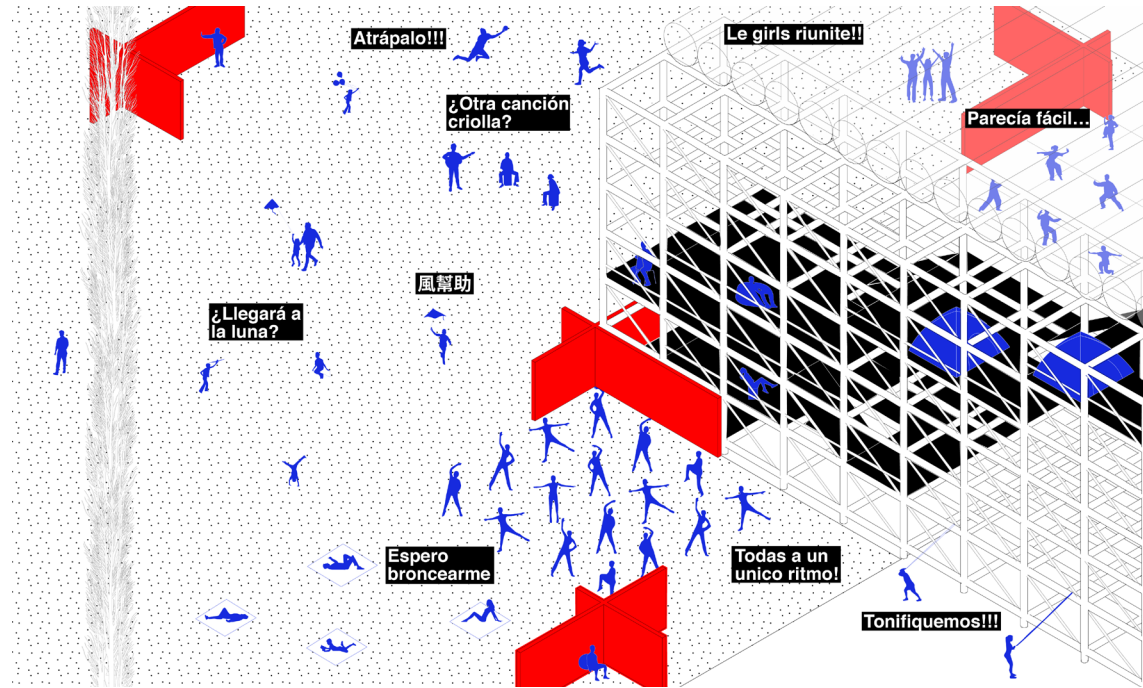 Atrápalo!!!
Le girls riunite!!
¿Otra canción
criolla?
Parecía fácil...
風幫助
¿Llegará a
la luna?
Espero
broncearme
Todas a un
unico ritmo!
Tonifiquemos!!!